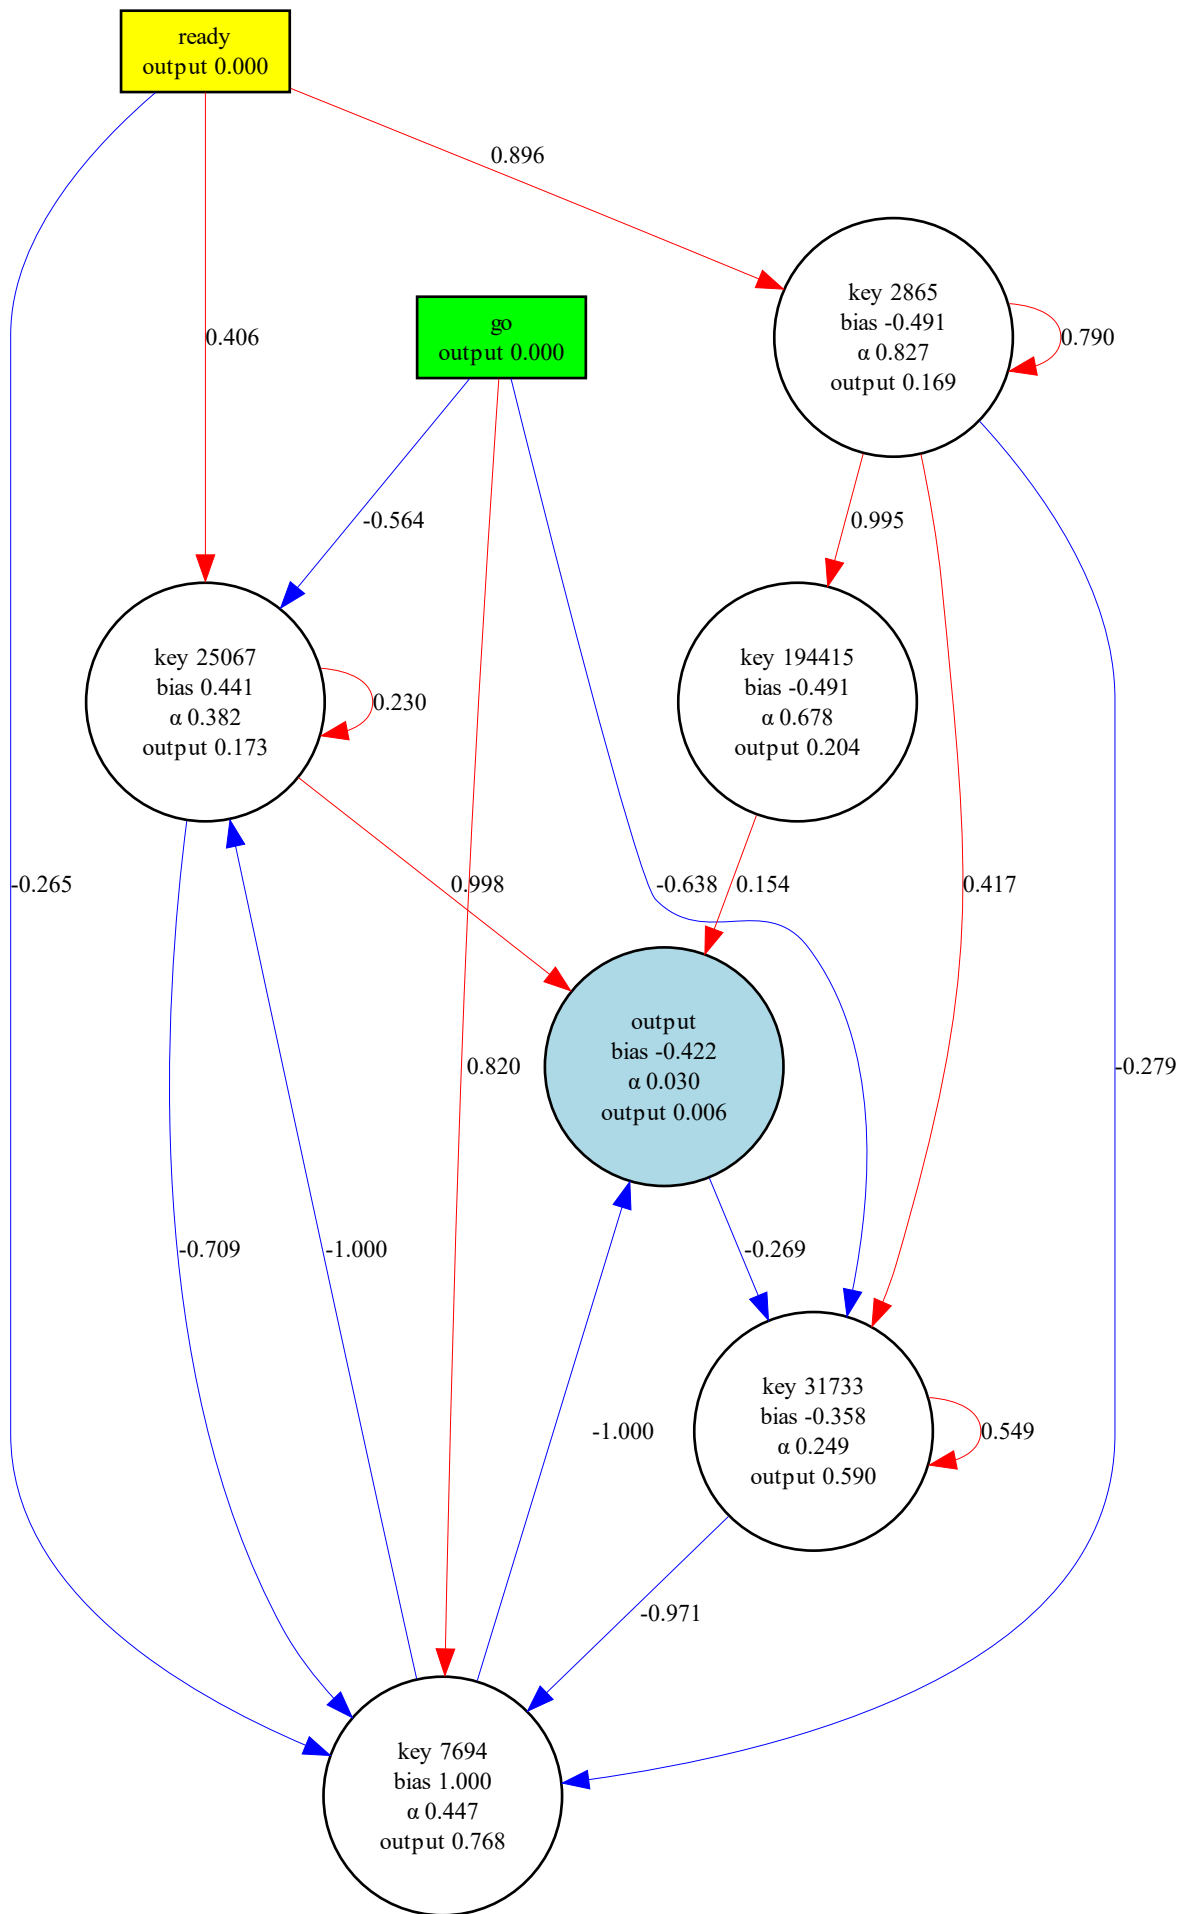 ready
output 0.000
0.896
key 2865
bias -0.491
α 0.827
output 0.169
0.790
go
output 0.000
0.406
-0.564
0.995
key 25067
bias 0.441
α 0.382
output 0.173
0.230
key 194415
bias -0.491
α 0.678
output 0.204
-0.265
0.998
-0.638
0.154
0.417
output
bias -0.422
α 0.030
output 0.006
0.820
-0.279
-0.709
-1.000
-0.269
key 31733
bias -0.358
α 0.249
output 0.590
-1.000
0.549
-0.971
key 7694
bias 1.000
α 0.447
output 0.768